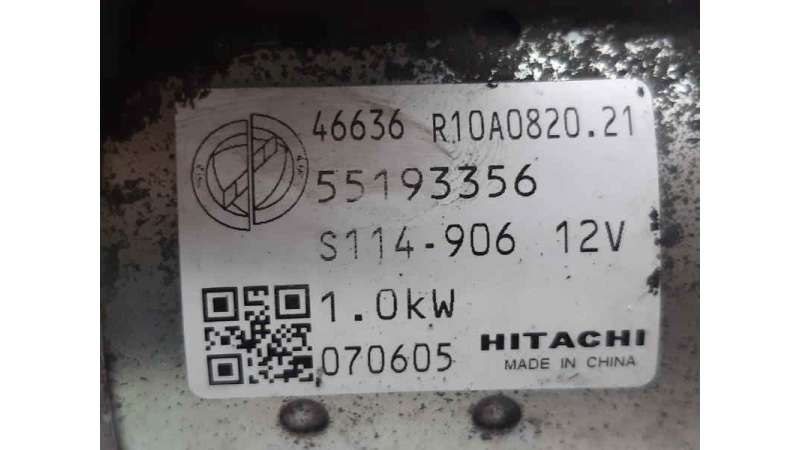 46636 R10A0820.21
55193356
S114-906 12V
1.0kW
070605 HITACHI
MADE IN CHINA